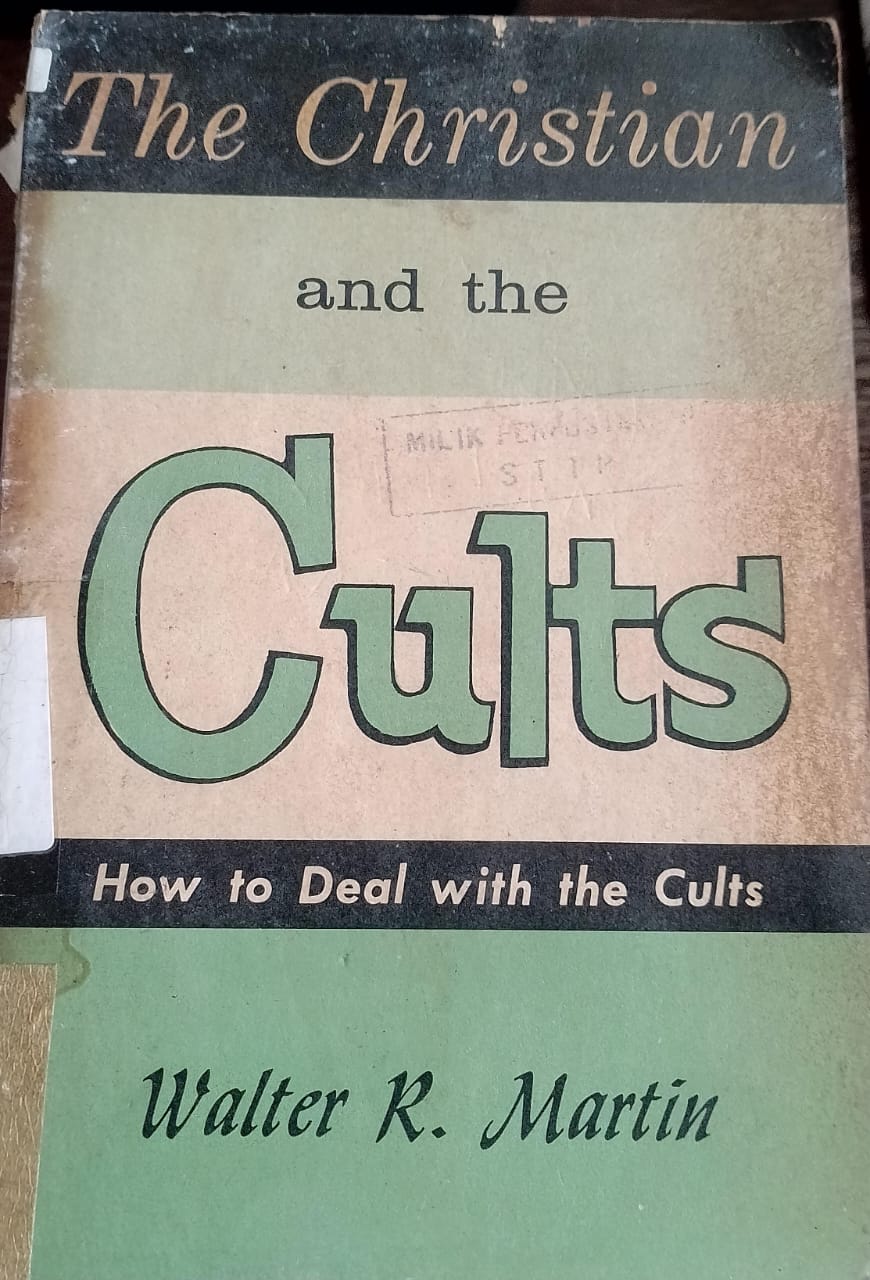 The Christian
and the
MILIK
Cults
How to Deal with the Cults
Walter R. Martin